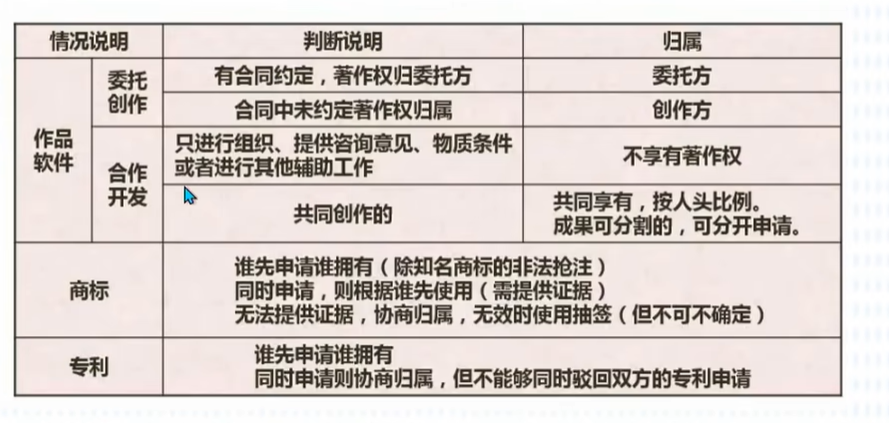 情况说明 判断说明 归属
作品
软件
委托
创作
有合同约定，著作权归委托方 委托方
合同中未约定著作权归属 创作方
合作
开发
只进行组织、提供咨询意见、物质条件
或者进行其他辅助工作
不享有著作权
共同创作的
共同享有，按人头比例。
成果可分割的，可分开申请。
商标
谁先申请谁拥有（除知名商标的非法抢注）
同时申请，则根据谁先使用（需提供证据）
无法提供证据，协商归属，无效时使用抽签（但不可不确定）
专利
谁先申请谁拥有
同时申请则协商归属，但不能够同时驳回双方的专利申请